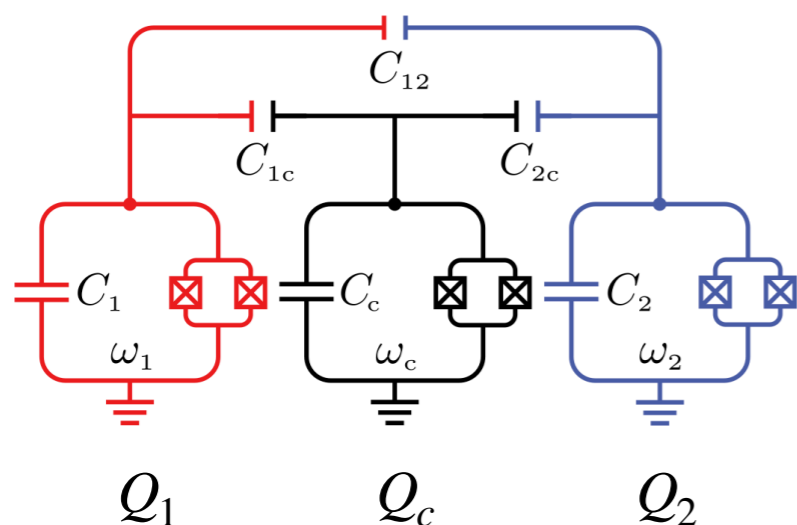 C₁₂
C₁c C₂c
C₁ Cc C₂
ω₁ ωc ω₂
Q₁ Qc Q₂